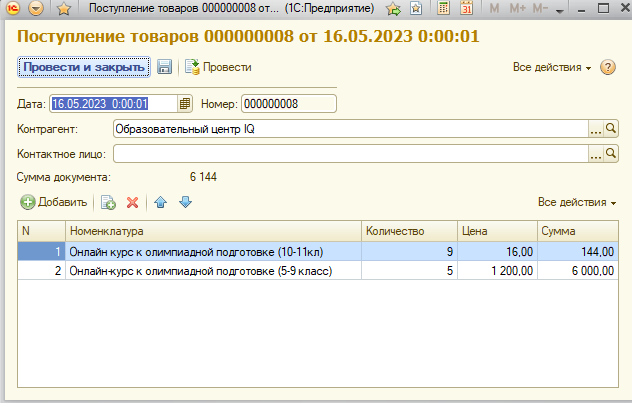 Поступление товаров 000000008 от... (1С:Предприятие)
M M+ M-
Поступление товаров 000000008 от 16.05.2023 0:00:01
Провести и закрыть Провести Все действия
Дата: 16.05.2023 0:00:01 Номер: 000000008
Контрагент: Образовательный центр IQ ...
Контактное лицо: ...
Сумма документа: 6 144
Добавить Все действия
N Номенклатура Количество Цена Сумма
1 Онлайн курс к олимпиадной подготовке (10-11кл) 9 16,00 144,00
2 Онлайн-курс к олимпиадной подготовке (5-9 класс) 5 1 200,00 6 000,00